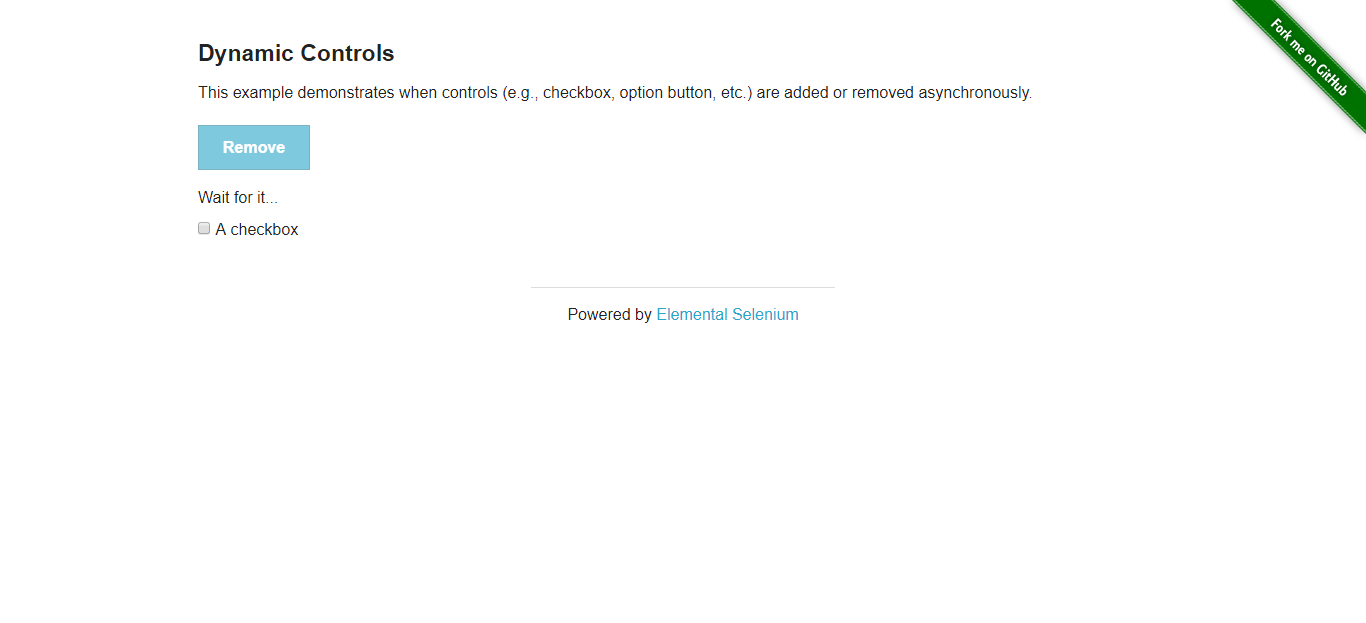 Fork me on GitHub
Dynamic Controls
This example demonstrates when controls (e.g., checkbox, option button, etc.) are added or removed asynchronously.
Remove
Wait for it...
A checkbox
Powered by Elemental Selenium